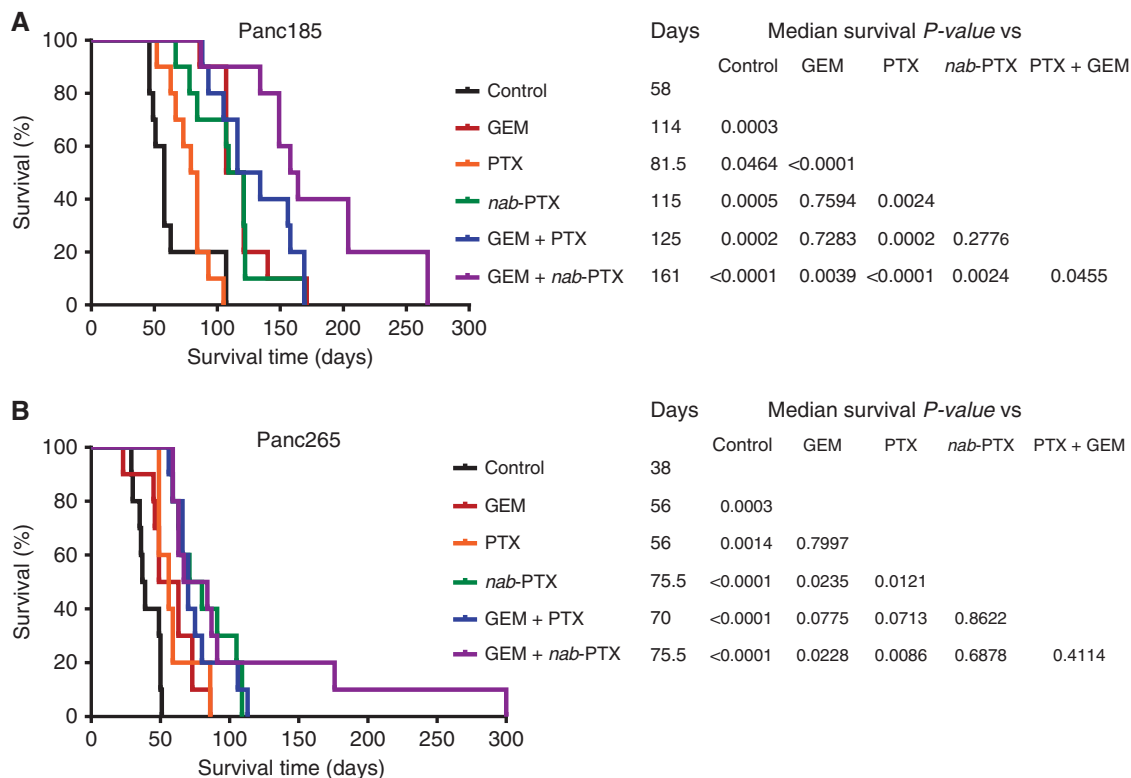 A
Panc185
Days Median survival P-value vs
Control GEM PTX nab-PTX PTX + GEM
Control 58
GEM 114 0.0003
PTX 81.5 0.0464 <0.0001
nab-PTX 115 0.0005 0.7594 0.0024
GEM + PTX 125 0.0002 0.7283 0.0002 0.2776
GEM + nab-PTX 161 <0.0001 0.0039 <0.0001 0.0024 0.0455
Survival (%)
100
80
60
40
20
0
0 50 100 150 200 250 300
Survival time (days)
B
Panc265
Days Median survival P-value vs
Control GEM PTX nab-PTX PTX + GEM
Control 38
GEM 56 0.0003
PTX 56 0.0014 0.7997
nab-PTX 75.5 <0.0001 0.0235 0.0121
GEM + PTX 70 <0.0001 0.0775 0.0713 0.8622
GEM + nab-PTX 75.5 <0.0001 0.0228 0.0086 0.6878 0.4114
Survival (%)
100
80
60
40
20
0
0 50 100 150 200 250 300
Survival time (days)